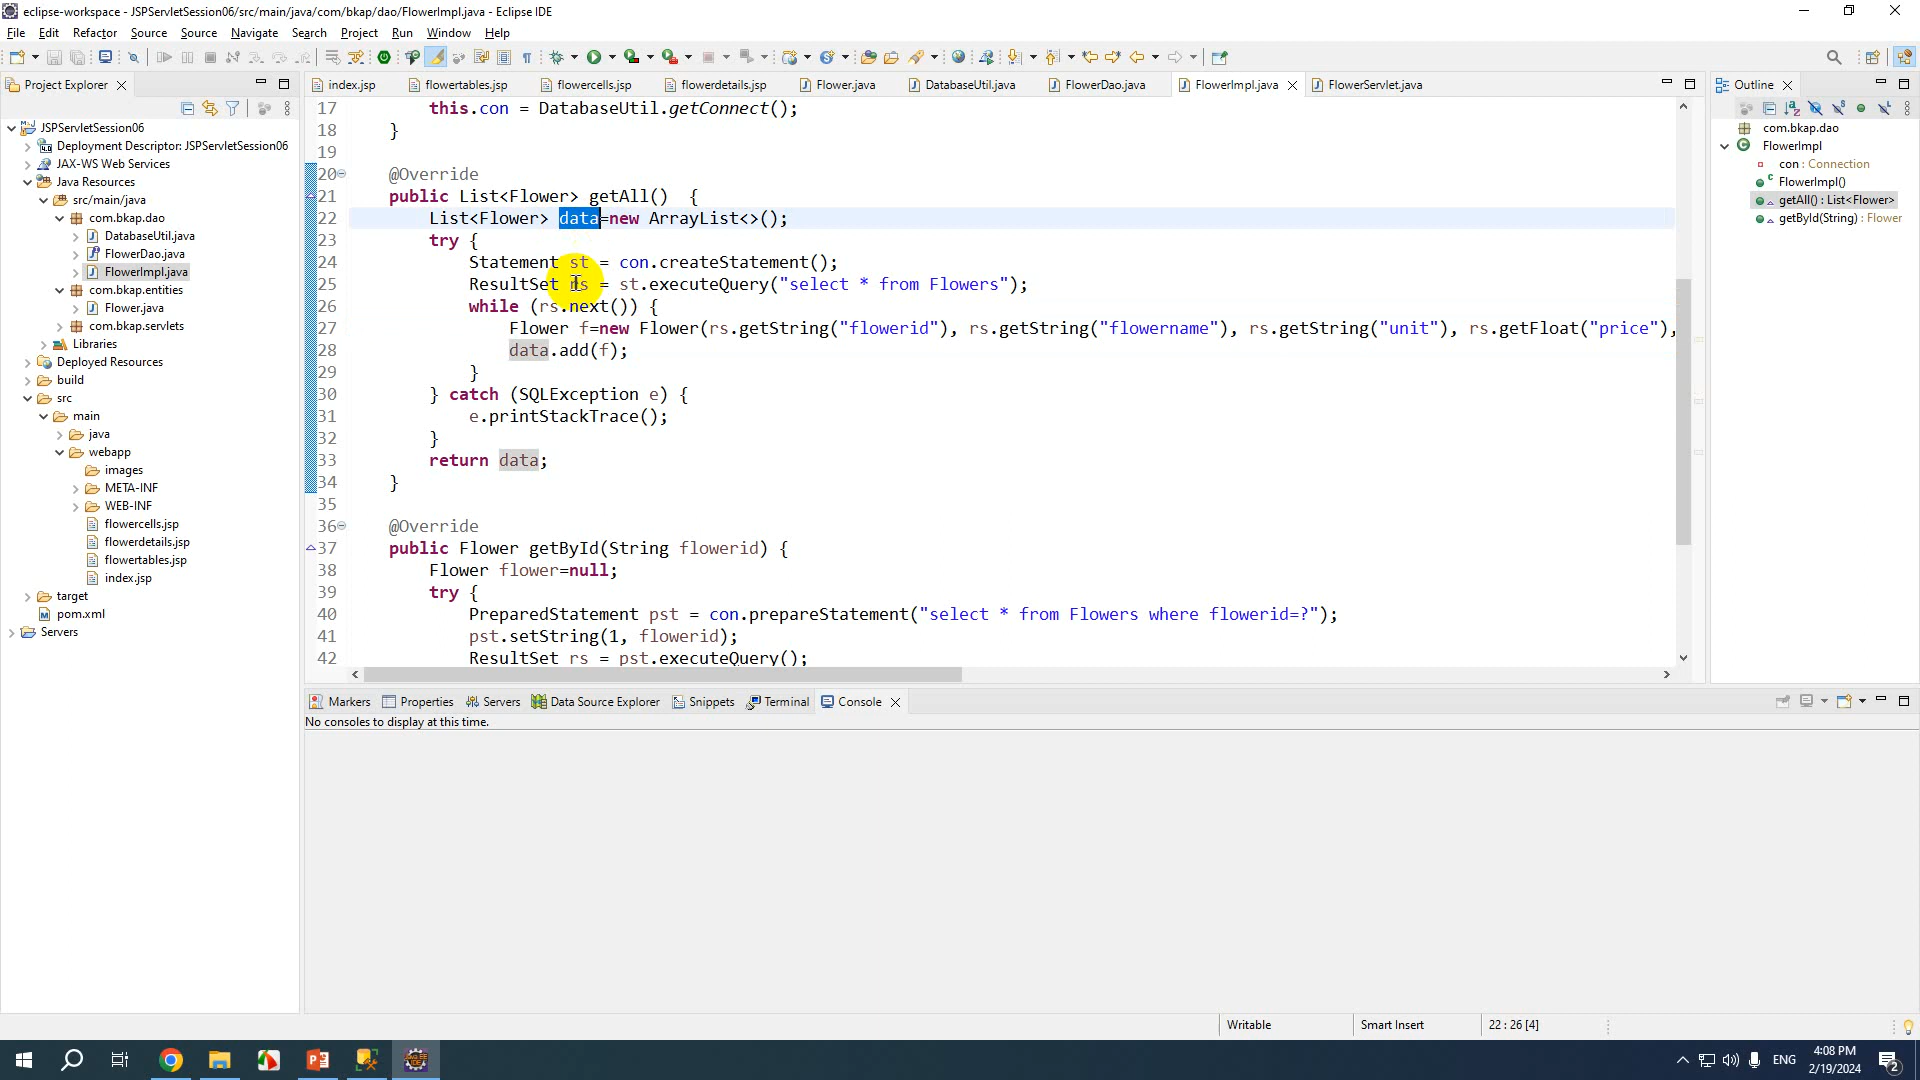 eclipse-workspace - JSPServletSession06/src/main/java/com/bkap/dao/FlowerImpl.java - Eclipse IDE
File Edit Refactor Source Source Navigate Search Project Run Window Help
Project Explorer
index.jsp flowertables.jsp flowercells.jsp flowerdetails.jsp Flower.java DatabaseUtil.java FlowerDao.java FlowerImpl.java FlowerServlet.java
Outline
JSPServletSession06
Deployment Descriptor: JSPServletSession06
JAX-WS Web Services
Java Resources
src/main/java
com.bkap.dao
DatabaseUtil.java
FlowerDao.java
FlowerImpl.java
com.bkap.entities
Flower.java
com.bkap.servlets
Libraries
Deployed Resources
build
src
main
java
webapp
images
META-INF
WEB-INF
flowercells.jsp
flowerdetails.jsp
flowertables.jsp
index.jsp
target
pom.xml
Servers
17 this.con = DatabaseUtil.getConnect();
18 }
19
20 @Override
21 public List<Flower> getAll()  {
22 List<Flower> data=new ArrayList<>();
23 try {
24 Statement st = con.createStatement();
25 ResultSet rs = st.executeQuery("select * from Flowers");
26 while (rs.next()) {
27 Flower f=new Flower(rs.getString("flowerid"), rs.getString("flowername"), rs.getString("unit"), rs.getFloat("price"),
28 data.add(f);
29 }
30 } catch (SQLException e) {
31 e.printStackTrace();
32 }
33 return data;
34 }
35
36 @Override
37 public Flower getById(String flowerid) {
38 Flower flower=null;
39 try {
40 PreparedStatement pst = con.prepareStatement("select * from Flowers where flowerid=?");
41 pst.setString(1, flowerid);
42 ResultSet rs = pst.executeQuery();
com.bkap.dao
FlowerImpl
con : Connection
FlowerImpl()
getAll() : List<Flower>
getById(String) : Flower
Markers Properties Servers Data Source Explorer Snippets Terminal Console
No consoles to display at this time.
Writable Smart Insert 22 : 26 [4]
ENG
4:08 PM
2/19/2024
2